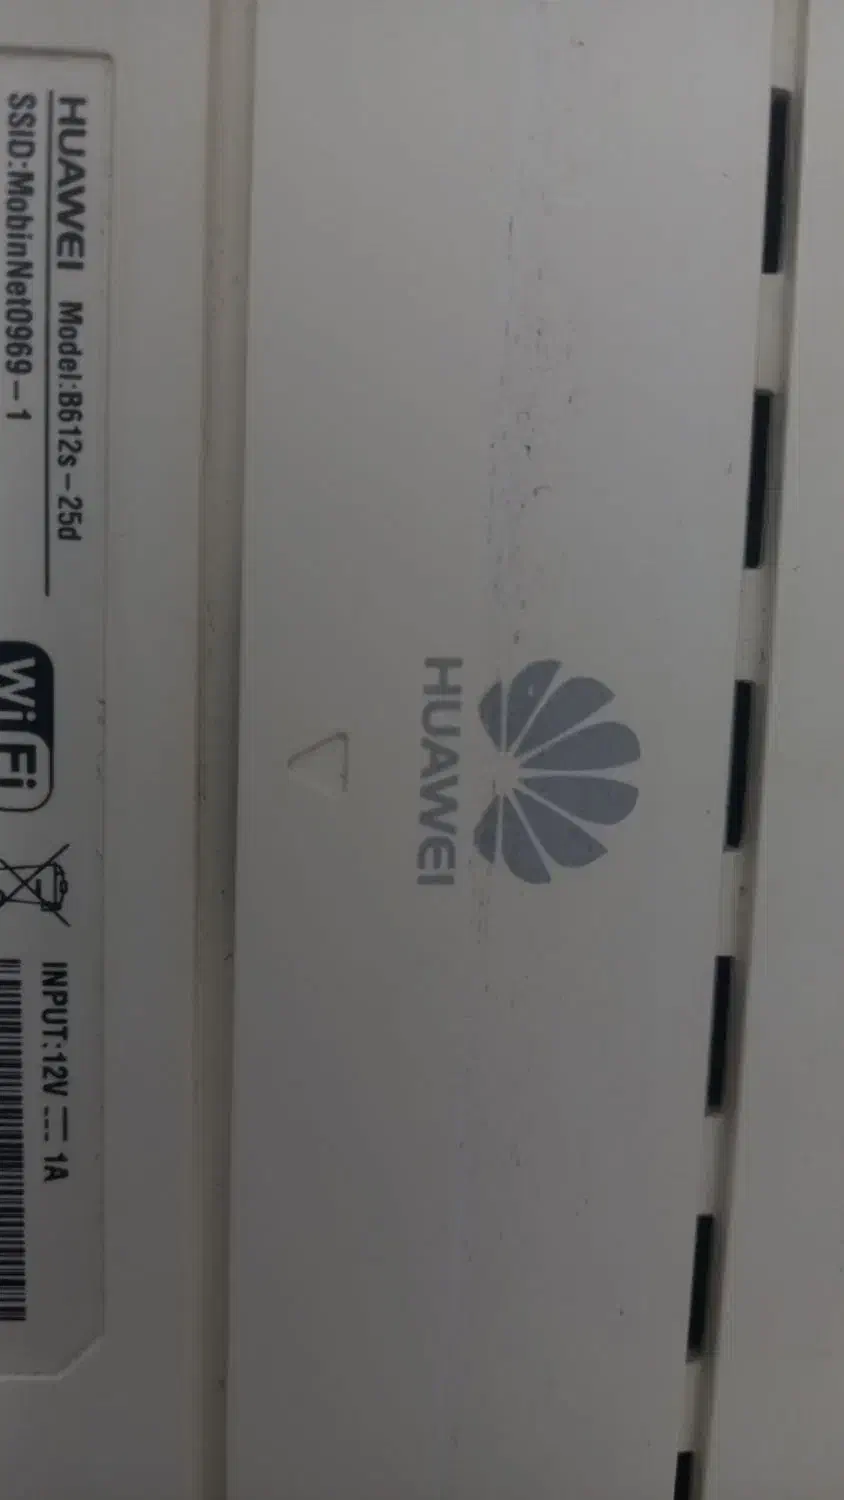 HUAWEI Model:B612s-25d
SSID:MobinNet0969-1
WiFi
INPUT:12V 1A
HUAWEI